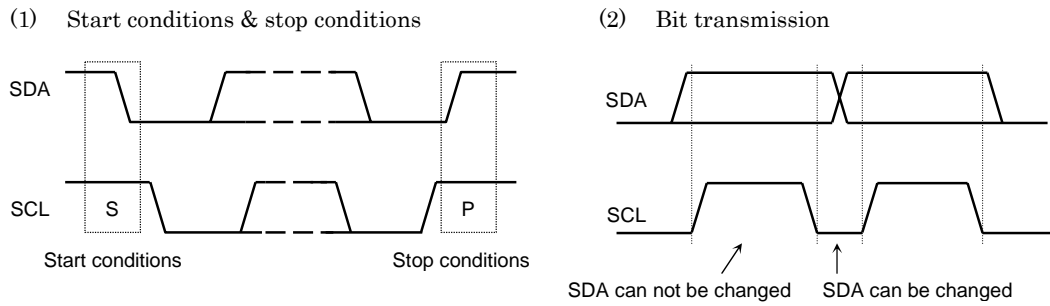 (1) Start conditions & stop conditions
SDA
SCL
S
P
Start conditions
Stop conditions
(2) Bit transmission
SDA
SCL
SDA can not be changed
SDA can be changed